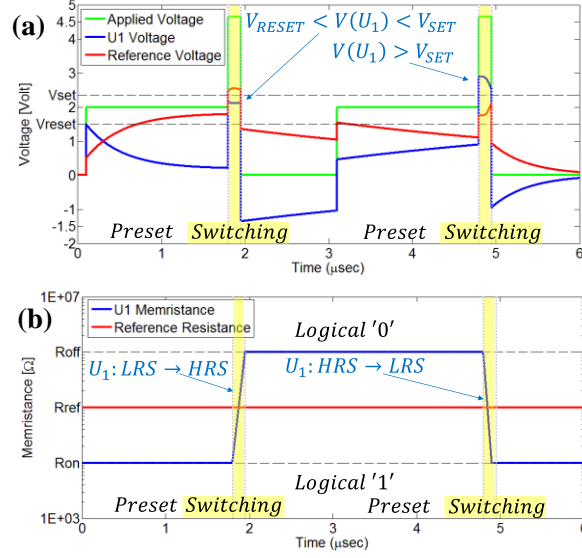 (a)
Applied Voltage
U1 Voltage
Reference Voltage
V_RESET < V(U_1) < V_SET
V(U_1) > V_SET
Voltage [Volt]
5
4.5
4
3
Vset
2
Vreset
1
0
-1
-1.5
2
Preset Switching Preset Switching
0 1 2 3 4 5 6
Time (μsec)
(b)
U1 Memristance
Reference Resistance
Memristance [Ω]
1E+07
Roff
Rref
Ron
1E+03
Logical '0'
U_1: LRS → HRS
U_1: HRS → LRS
Logical '1'
Preset Switching Preset Switching
0 2 4 6
Time (μsec)